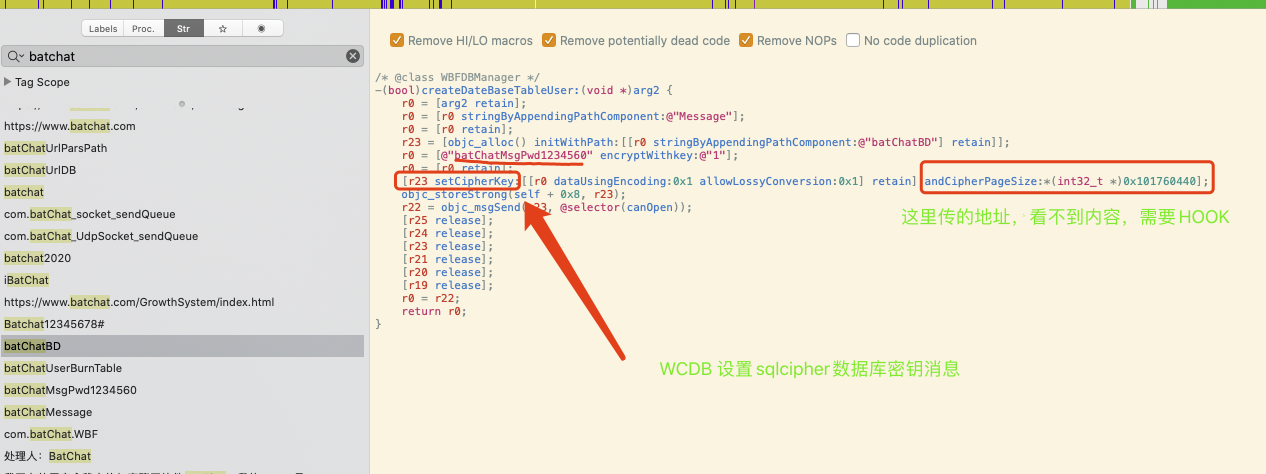 Labels Proc. Str
batchat
Tag Scope
https://www.batchat.com
batChatUrlParsPath
batChatUrlDB
batchat
com.batChat_socket_sendQueue
com.batChat_UdpSocket_sendQueue
batchat2020
iBatChat
https://www.batchat.com/GrowthSystem/index.html
Batchat12345678#
batChatBD
batChatUserBurnTable
batChatMsgPwd1234560
batChatMessage
com.batChat.WBF
处理人：BatChat
Remove HI/LO macros Remove potentially dead code Remove NOPs No code duplication
/* @class WBFDBManager */
-(bool)createDateBaseTableUser:(void *)arg2 {
r0 = [arg2 retain];
r0 = [r0 stringByAppendingPathComponent:@"Message"];
r0 = [r0 retain];
r23 = [objc_alloc() initWithPath:[[r0 stringByAppendingPathComponent:@"batChatBD"] retain]];
r0 = [@"batChatMsgPwd1234560" encryptWithkey:@"1"];
r0 = [r0 retain];
[r23 setCipherKey:[[r0 dataUsingEncoding:0x1 allowLossyConversion:0x1] retain] andCipherPageSize:*(int32_t *)0x101760440];
objc_storeStrong(self + 0x8, r23);
r22 = objc_msgSend(r23, @selector(canOpen));
[r25 release];
[r24 release];
[r23 release];
[r21 release];
[r20 release];
[r19 release];
r0 = r22;
return r0;
}
这里传的地址，看不到内容，需要HOOK
WCDB 设置sqlcipher数据库密钥消息